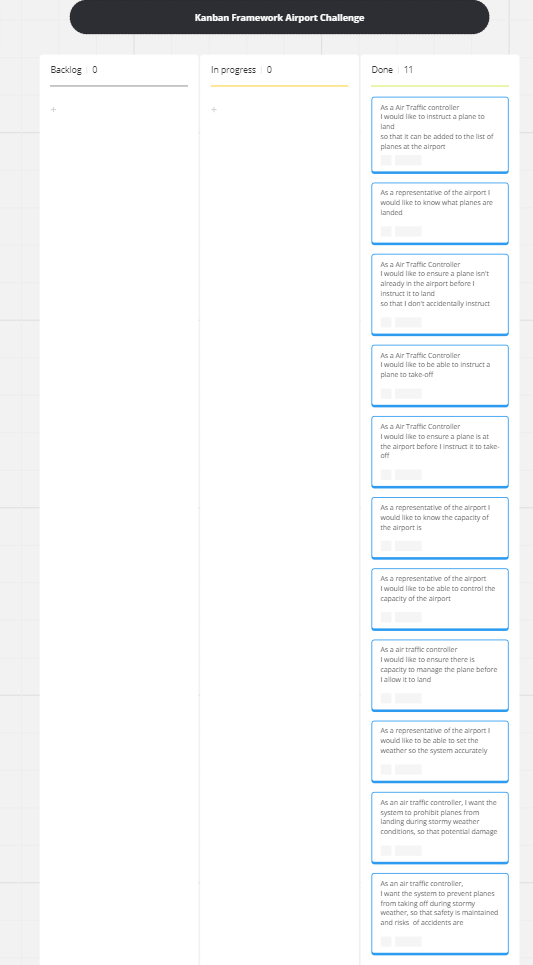 Kanban Framework Airport Challenge
Backlog | 0
In progress | 0
Done | 11
+
+
As a Air Traffic controller
I would like to instruct a plane to
land
so that it can be added to the list of
planes at the airport
As a representative of the airport I
would like to know what planes are
landed
As a Air Traffic Controller
I would like to ensure a plane isn't
already in the airport before I
instruct it to land
so that I don't accidentally instruct
As a Air Traffic Controller
I would like to be able to instruct a
plane to take-off
As a Air Traffic Controller
I would like to ensure a plane is at
the airport before I instruct it to take-
off
As a representative of the airport I
would like to know the capacity of
the airport is
As a representative of the airport
I would like to be able to control the
capacity of the airport
As a air traffic controller
I would like to ensure there is
capacity to manage the plane before
I allow it to land
As a representative of the airport I
would like to be able to set the
weather so the system accurately
As an air traffic controller, I want the
system to prohibit planes from
landing during stormy weather
conditions, so that potential damage
As an air traffic controller,
I want the system to prevent planes
from taking off during stormy
weather, so that safety is maintained
and risks of accidents are